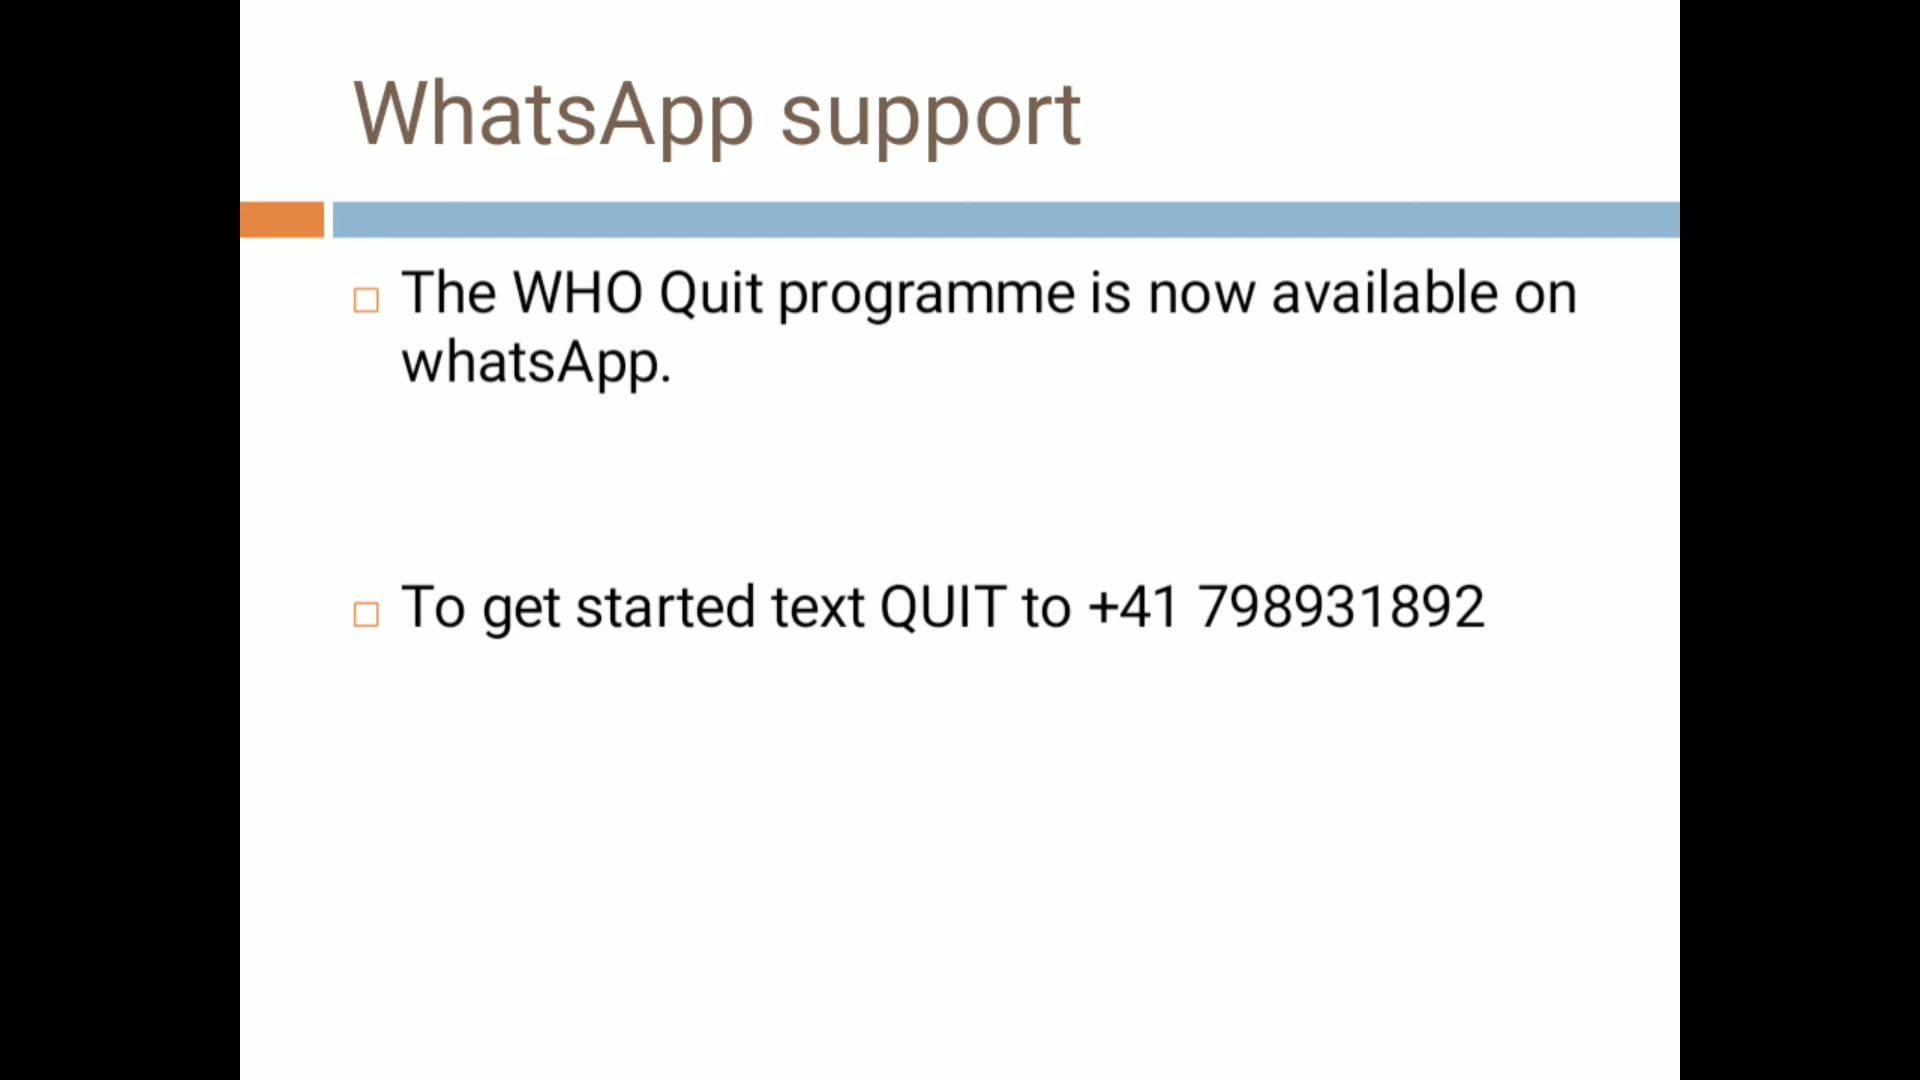 WhatsApp support
The WHO Quit programme is now available on
whatsApp.
To get started text QUIT to +41 798931892